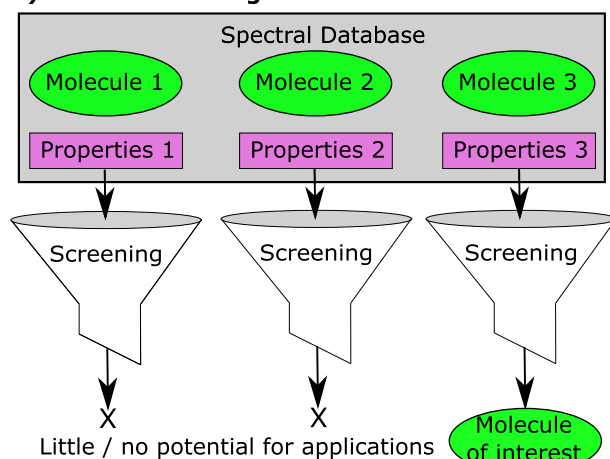 Spectral Database
Molecule 1 Molecule 2 Molecule 3
Properties 1 Properties 2 Properties 3
Screening Screening Screening
X X
Molecule
Little / no potential for applications
of interest